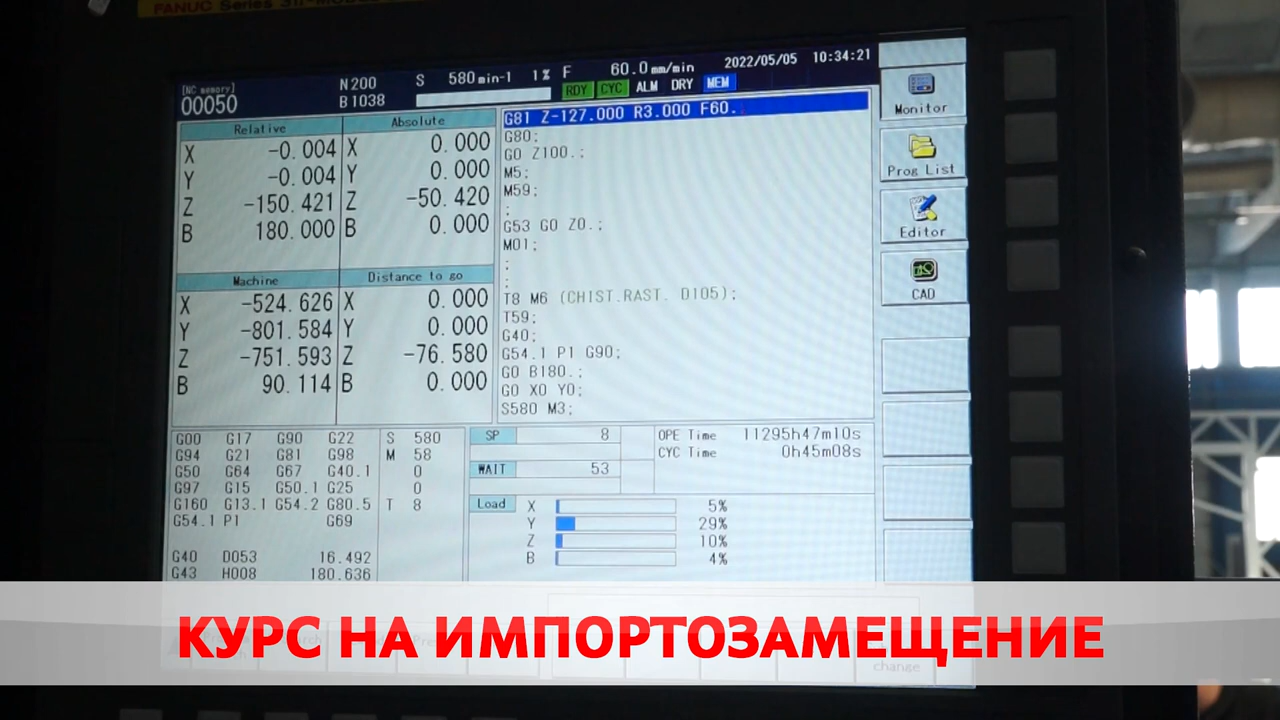 FANUC Series 31i-MODEL
[NC memory]
O0050
N 200
B 1038
S 580 min-1 1 %
F 60.0 mm/min
2022/05/05 10:34:21
RDY CYC ALM DRY MEM
Relative
X -0.004
Y -0.004
Z -150.421
B 180.000
Absolute
X 0.000
Y 0.000
Z -50.420
B 0.000
Machine
X -524.626
Y -801.584
Z -751.593
B 90.114
Distance to go
X 0.000
Y 0.000
Z -76.580
B 0.000
G81 Z-127.000 R3.000 F60.
G80;
G0 Z100.;
M5;
M59;
;
G53 G0 Z0.;
M01;
;
;
T8 M6 (CHIST.RAST. D105);
T59;
G40;
G54.1 P1 G90;
G0 B180.;
G0 X0 Y0;
S580 M3;
Monitor
Prog List
Editor
CAD
G00 G17 G90 G22
G94 G21 G81 G98
G50 G64 G67 G40.1
G97 G15 G50.1 G25
G160 G13.1 G54.2 G80.5
G54.1 P1 G69
G40 D053 16.492
G43 H008 180.636
S 580
M 58
0
0
T 8
SP 8
WAIT 53
OPE Time 11295h47m10s
CYC Time 0h45m08s
Load
X 5%
Y 29%
Z 10%
B 4%
КУРС НА ИМПОРТОЗАМЕЩЕНИЕ
change